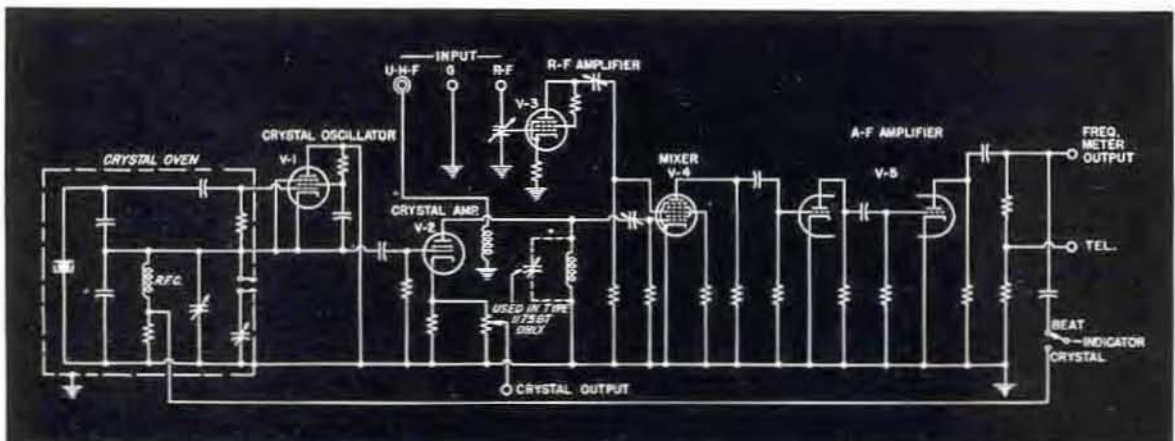 INPUT
U-H-F G R-F
R-F AMPLIFIER
V-3
CRYSTAL OSCILLATOR
V-1
CRYSTAL OVEN
R.F.C.
CRYSTAL AMP.
V-2
USED IN TYPE
1175BT
ONLY
CRYSTAL OUTPUT
MIXER
V-4
A-F AMPLIFIER
V-5
FREQ.
METER
OUTPUT
TEL.
BEAT
INDICATOR
CRYSTAL